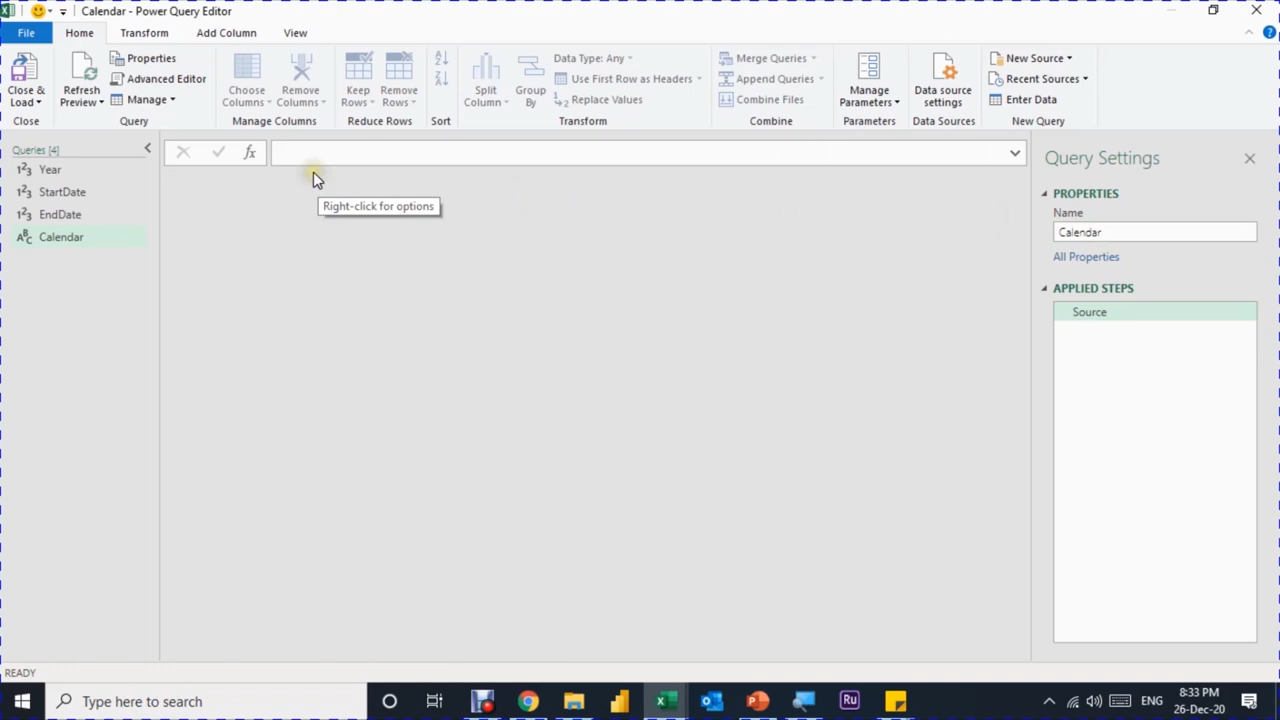 Calendar - Power Query Editor
File Home Transform Add Column View
Close & Load
Close
Refresh Preview
Properties
Advanced Editor
Manage
Query
Choose Columns
Remove Columns
Manage Columns
Keep Rows
Remove Rows
Reduce Rows
Sort
Split Column
Group By
Data Type: Any
Use First Row as Headers
Replace Values
Transform
Merge Queries
Append Queries
Combine Files
Combine
Manage Parameters
Parameters
Data source settings
Data Sources
New Source
Recent Sources
Enter Data
New Query
Queries [4]
Year
StartDate
EndDate
Calendar
fx
Right-click for options
Query Settings
PROPERTIES
Name
Calendar
All Properties
APPLIED STEPS
Source
READY
Type here to search
Ru
ENG
8:33 PM
26-Dec-20